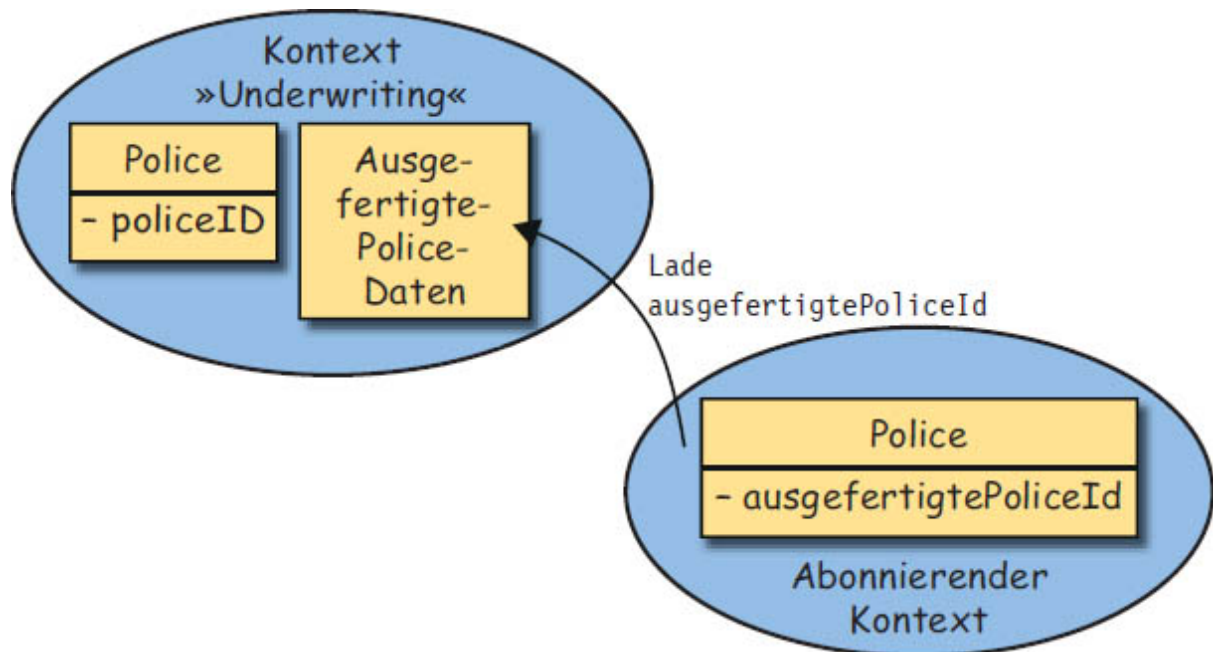 Kontext
»Underwriting«
Police
– policeID
Ausge-
fertigte-
Police-
Daten
Lade
ausgefertigtePoliceId
Police
– ausgefertigtePoliceId
Abonnierender
Kontext